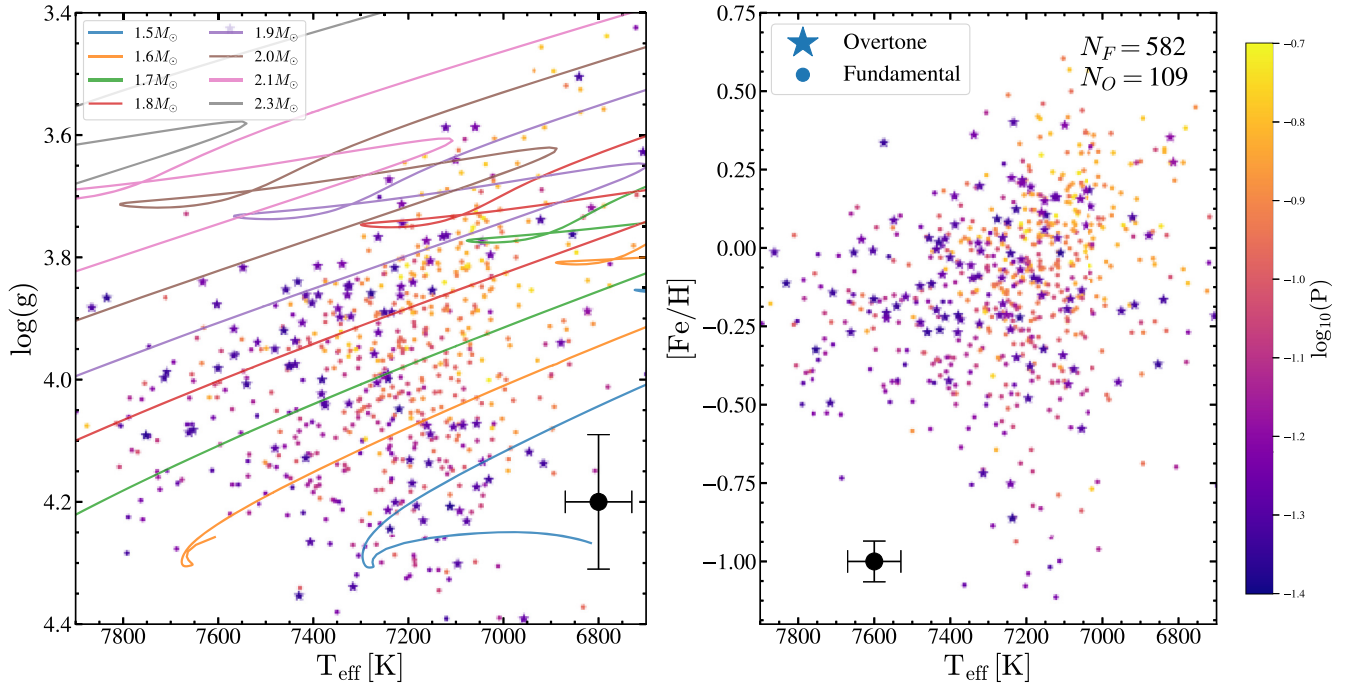 3.4
3.6
3.8
4.0
4.2
4.4
log(g)
1.5M⊙
1.6M⊙
1.7M⊙
1.8M⊙
1.9M⊙
2.0M⊙
2.1M⊙
2.3M⊙
7800
7600
7400
7200
7000
6800
T_eff [K]
0.75
0.50
0.25
0.00
−0.25
−0.50
−0.75
−1.00
[Fe/H]
Overtone
Fundamental
N_F = 582
N_O = 109
7800
7600
7400
7200
7000
6800
T_eff [K]
−0.7
−0.8
−0.9
−1.0
−1.1
−1.2
−1.3
−1.4
log₁₀(P)